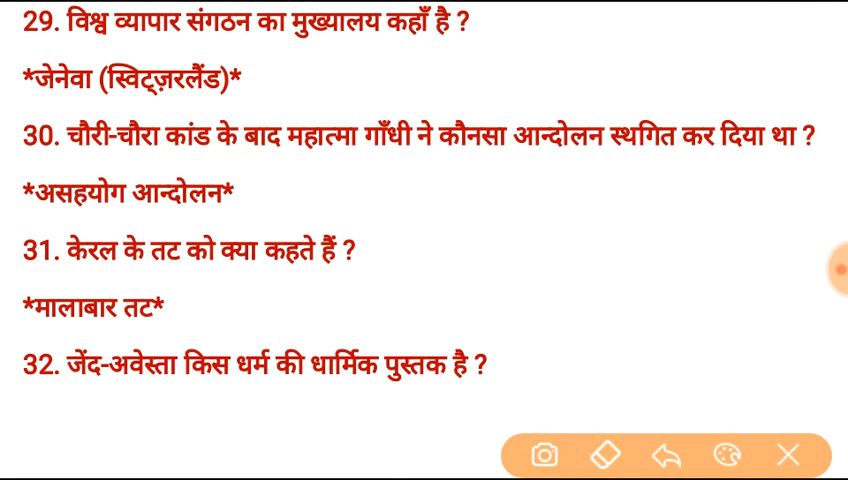 29. विश्व व्यापार संगठन का मुख्यालय कहाँ है ?
*जेनेवा (स्विट्ज़रलैंड)*
30. चौरी-चौरा कांड के बाद महात्मा गाँधी ने कौनसा आन्दोलन स्थगित कर दिया था ?
*असहयोग आन्दोलन*
31. केरल के तट को क्या कहते हैं ?
*मालाबार तट*
32. जेंद-अवेस्ता किस धर्म की धार्मिक पुस्तक है ?